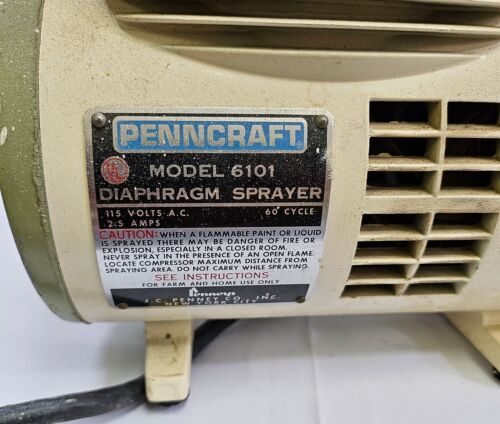 PENNCRAFT
MODEL 6101
DIAPHRAGM SPRAYER
115 VOLTS A.C. 60 CYCLE
2.5 AMPS
CAUTION: WHEN A FLAMMABLE PAINT OR LIQUID
IS SPRAYED THERE MAY BE DANGER OF FIRE OR
EXPLOSION, ESPECIALLY IN A CLOSED ROOM.
NEVER SPRAY IN THE PRESENCE OF AN OPEN FLAME
LOCATE COMPRESSOR MAXIMUM DISTANCE FROM
SPRAYING AREA. DO NOT CARRY WHILE SPRAYING.
SEE INSTRUCTIONS
FOR FARM AND HOME USE ONLY
Penneys
J.C. PENNEY CO., INC.
NEW YORK CITY